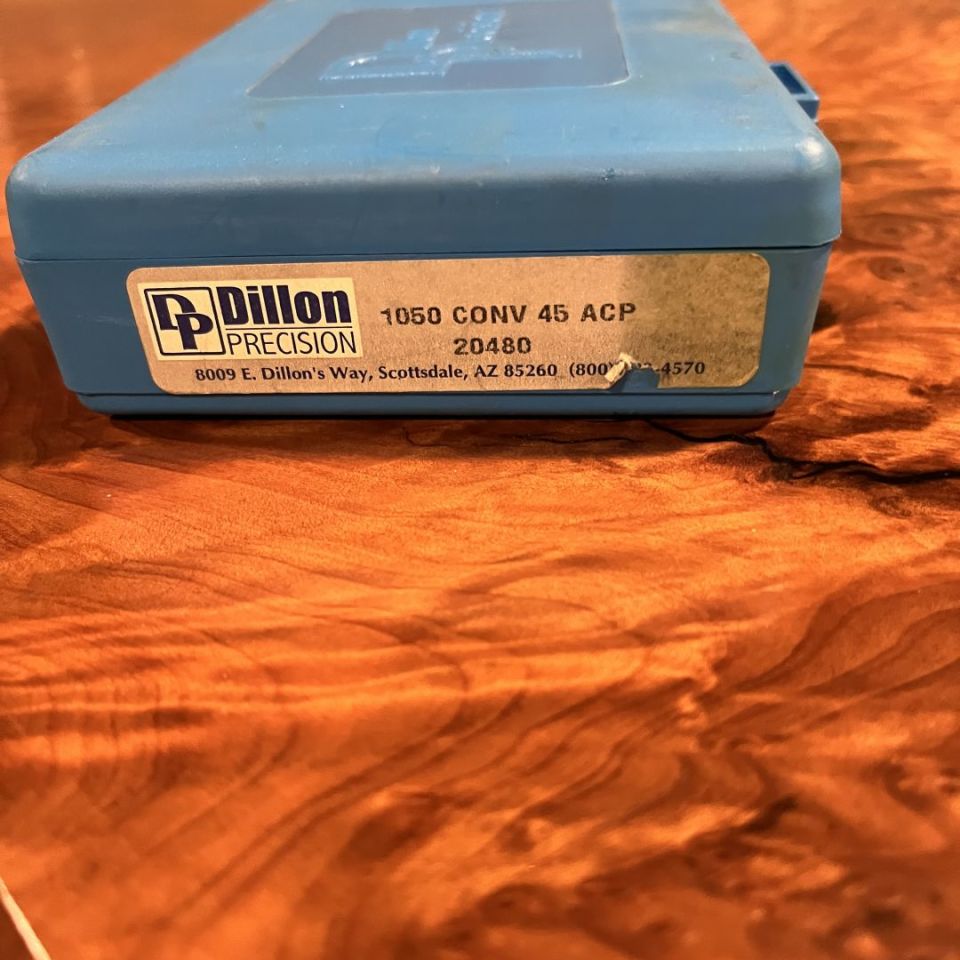 DP Dillon
PRECISION
1050 CONV 45 ACP
20480
8009 E. Dillon's Way, Scottsdale, AZ 85260 (800) -4570